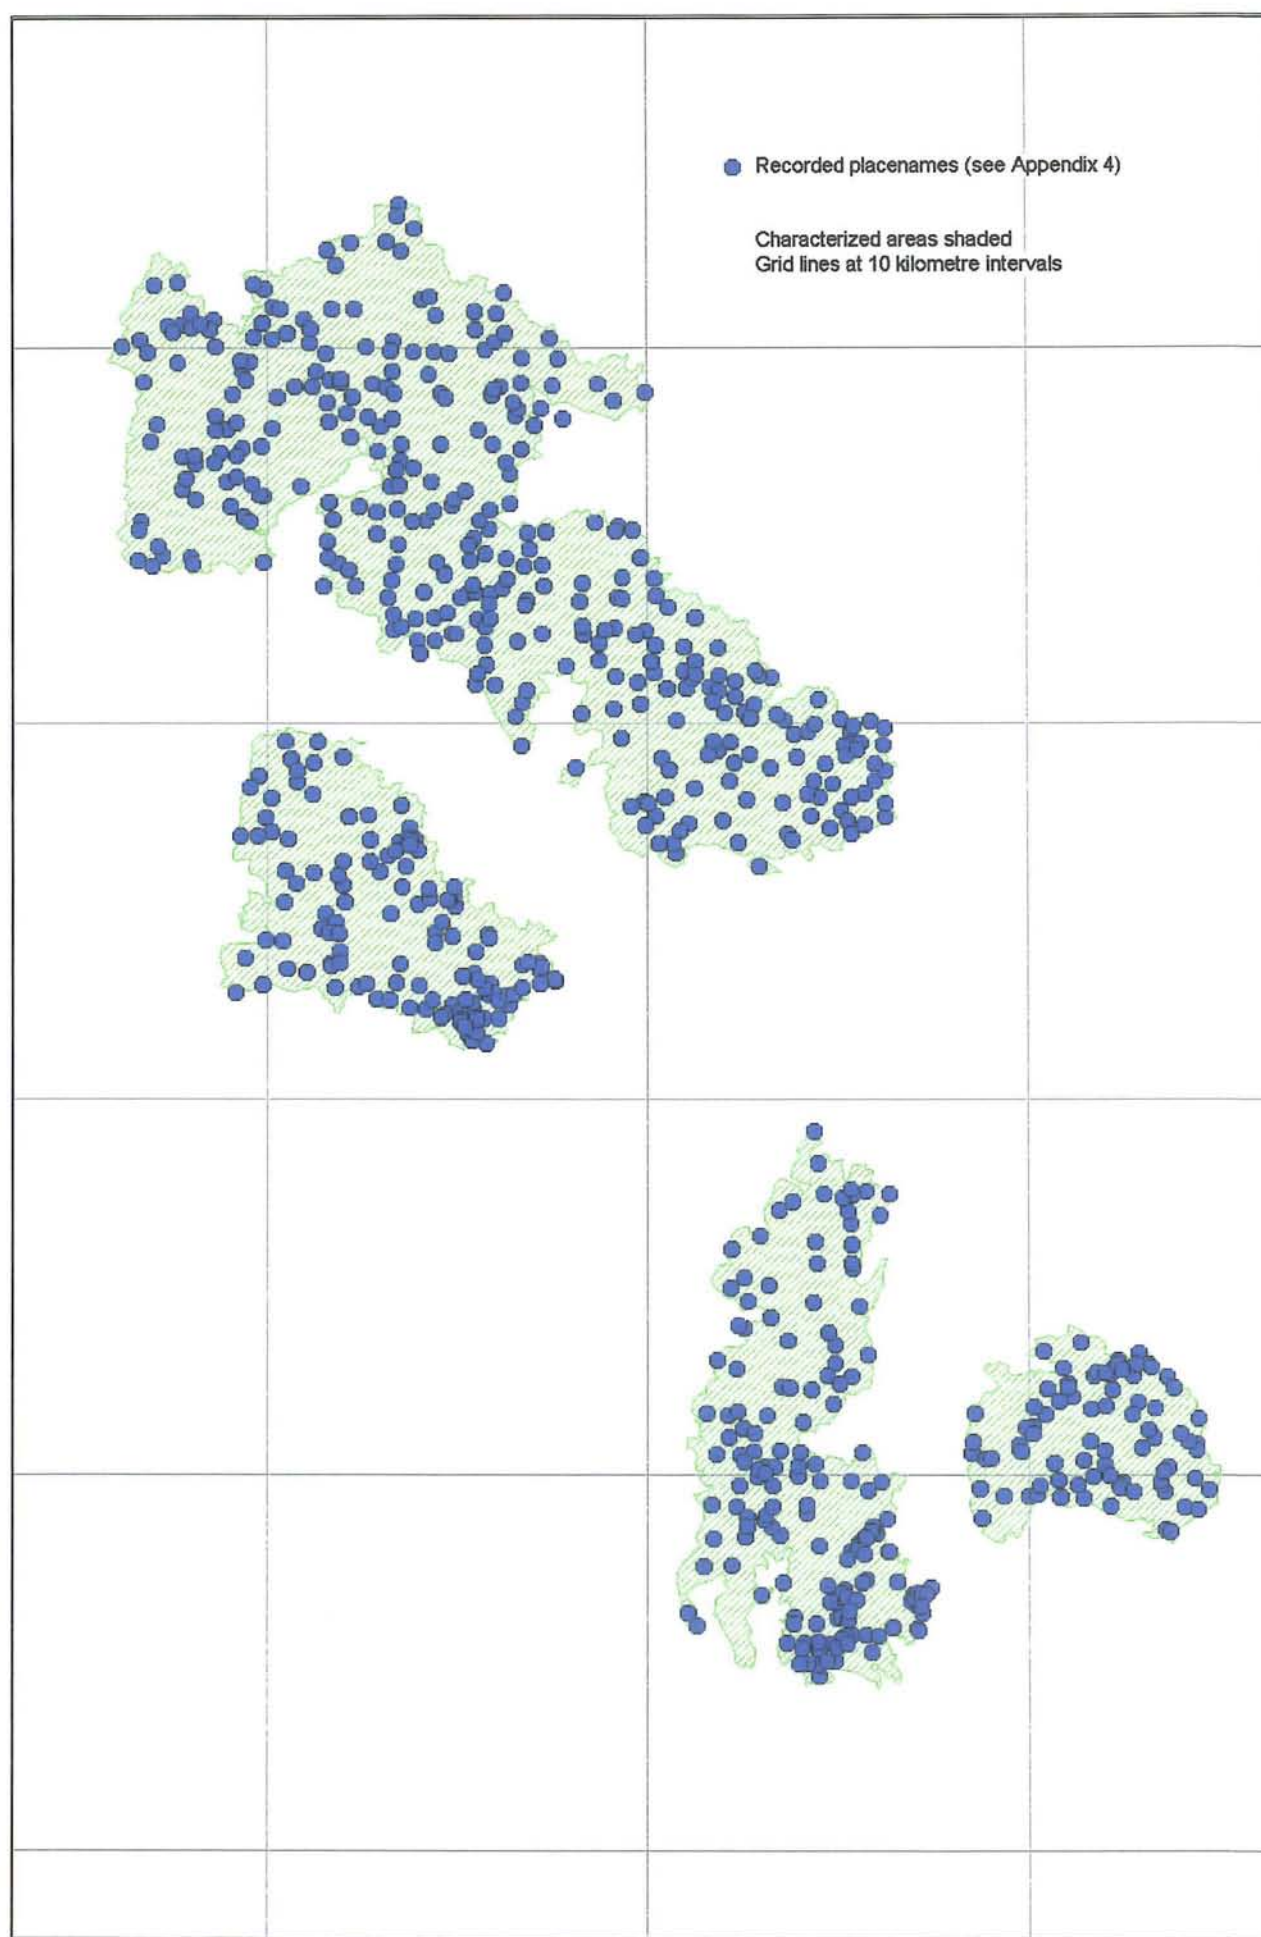 Recorded placenames (see Appendix 4)
Characterized areas shaded
Grid lines at 10 kilometre intervals